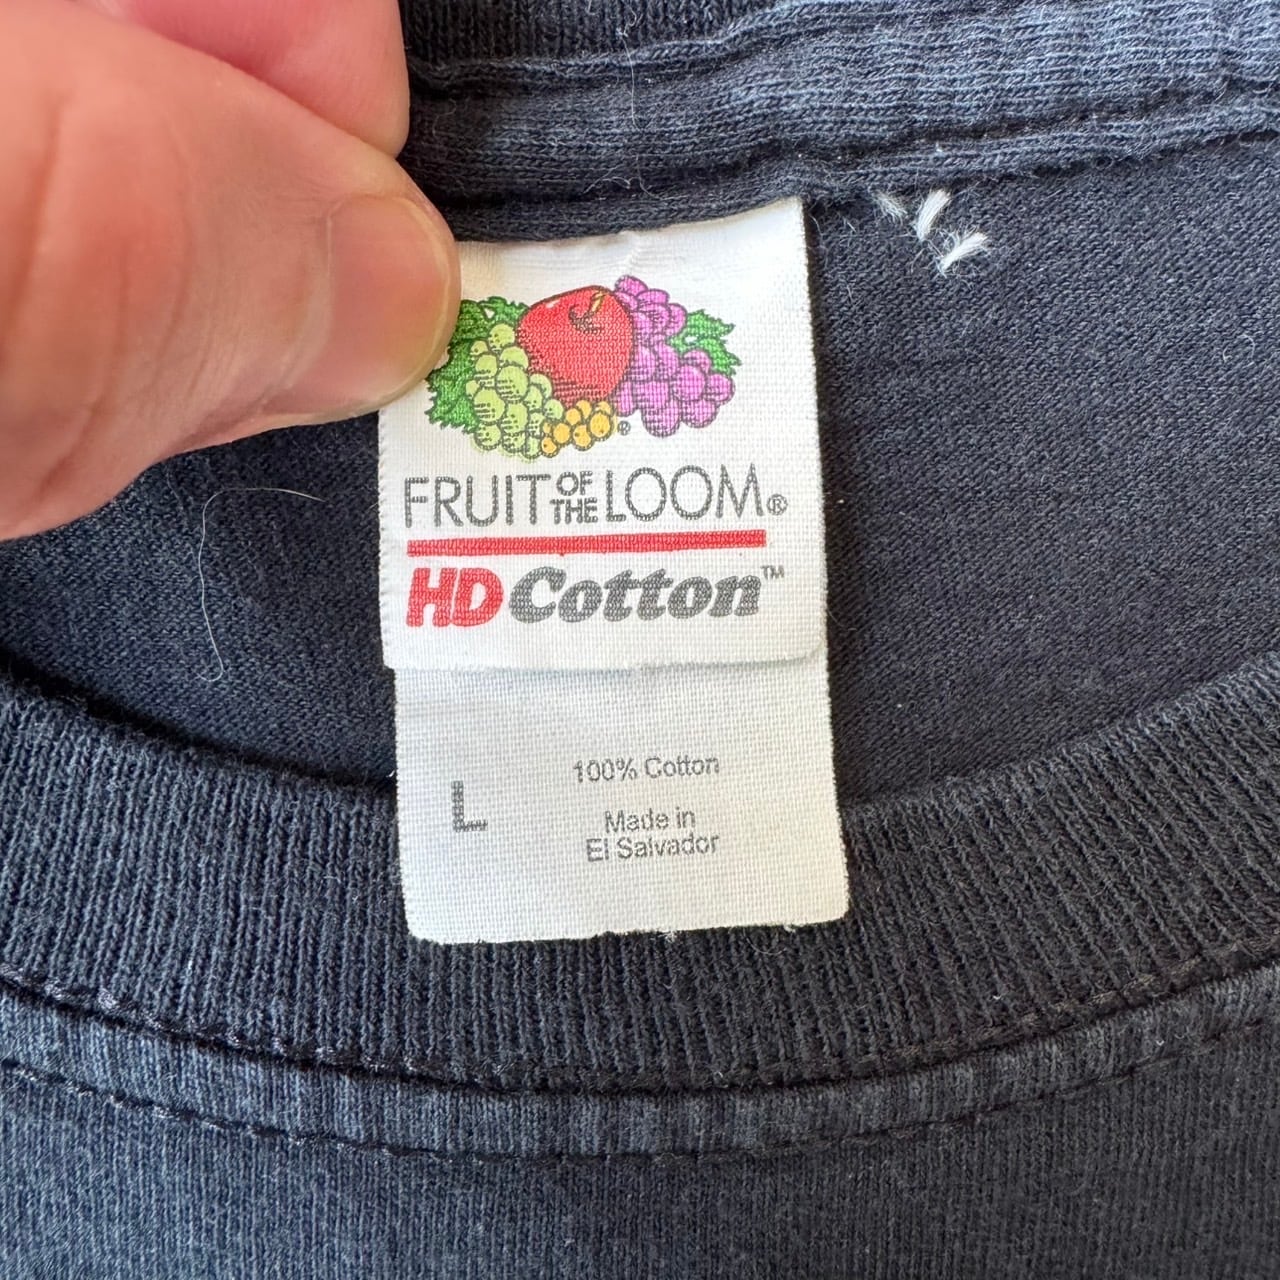 FRUIT OF THE LOOM®
HD Cotton™
100% Cotton
L
Made in
El Salvador